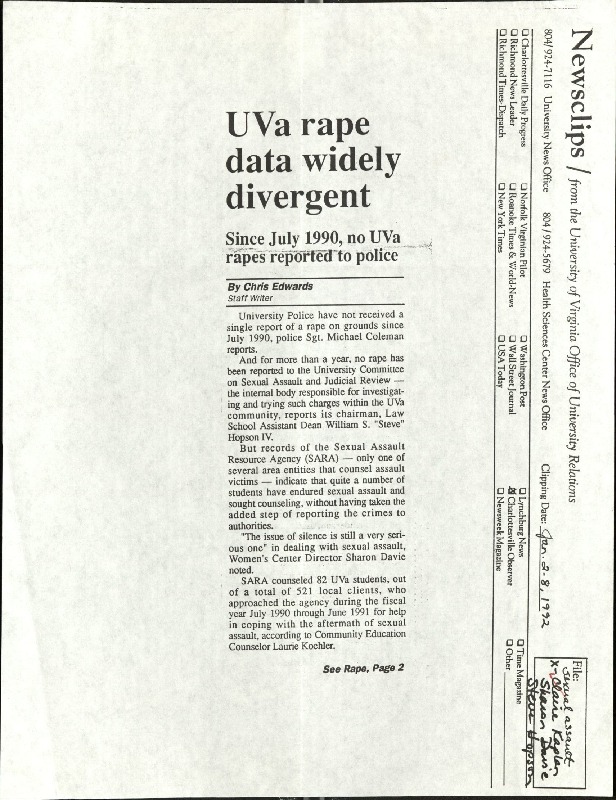 Newsclips / from the University of Virginia Office of University Relations
804/924-7116 University News Office 804/924-5679 Health Sciences Center News Office Clipping Date: Jan. 2-8, 1992
☐ Charlottesville Daily Progress ☐ Norfolk Virginian Pilot ☐ Washington Post ☐ Lynchburg News ☐ Time Magazine
☐ Richmond News Leader ☐ Roanoke Times & World-News ☐ Wall Street Journal ☒ Charlottesville Observer ☐ Other
☐ Richmond Times-Dispatch ☐ New York Times ☐ USA Today ☐ Newsweek Magazine
File:
sexual assault
X-Claire Kaplan
Sharon Davie
Steve Hopson
UVa rape
data widely
divergent
Since July 1990, no UVa
rapes reported to police
By Chris Edwards
Staff Writer
University Police have not received a
single report of a rape on grounds since
July 1990, police Sgt. Michael Coleman
reports.
And for more than a year, no rape has
been reported to the University Committee
on Sexual Assault and Judicial Review —
the internal body responsible for investigat-
ing and trying such charges within the UVa
community, reports its chairman, Law
School Assistant Dean William S. "Steve"
Hopson IV.
But records of the Sexual Assault
Resource Agency (SARA) — only one of
several area entities that counsel assault
victims — indicate that quite a number of
students have endured sexual assault and
sought counseling, without having taken the
added step of reporting the crimes to
authorities.
"The issue of silence is still a very seri-
ous one" in dealing with sexual assault,
Women's Center Director Sharon Davie
noted.
SARA counseled 82 UVa students, out
of a total of 521 local clients, who
approached the agency during the fiscal
year July 1990 through June 1991 for help
in coping with the aftermath of sexual
assault, according to Community Education
Counselor Laurie Koehler.
See Rape, Page 2